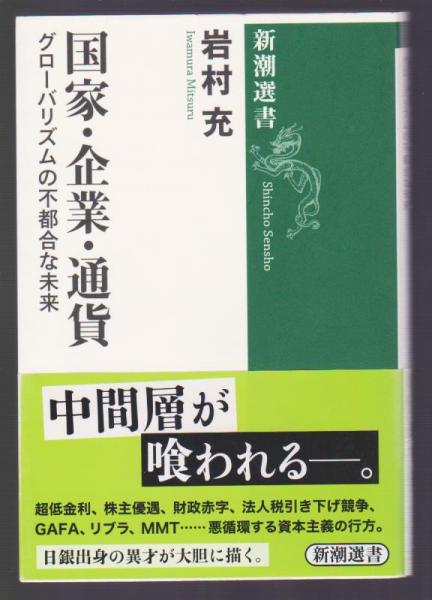 新潮選書
Shincho Sensho
岩村 充
Iwamura Mitsuru
国家・企業・通貨
グローバリズムの不都合な未来
中間層が
喰われる―。
超低金利、株主優遇、財政赤字、法人税引き下げ競争、
GAFA、リブラ、MMT……悪循環する資本主義の行方。
日銀出身の異才が大胆に描く。
新潮選書